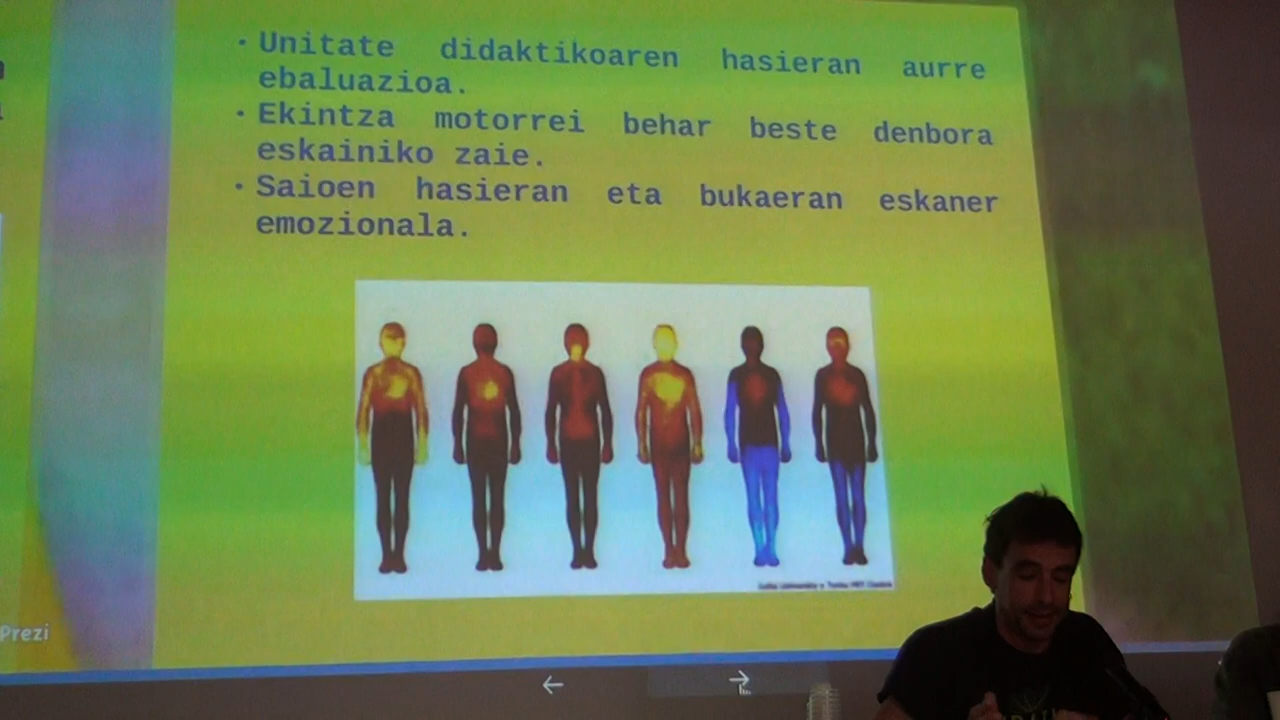 • Unitate didaktikoaren hasieran aurre
ebaluazioa.
• Ekintza motorrei behar beste denbora
eskainiko zaie.
• Saioen hasieran eta bukaeran eskaner
emozionala.
Prezi